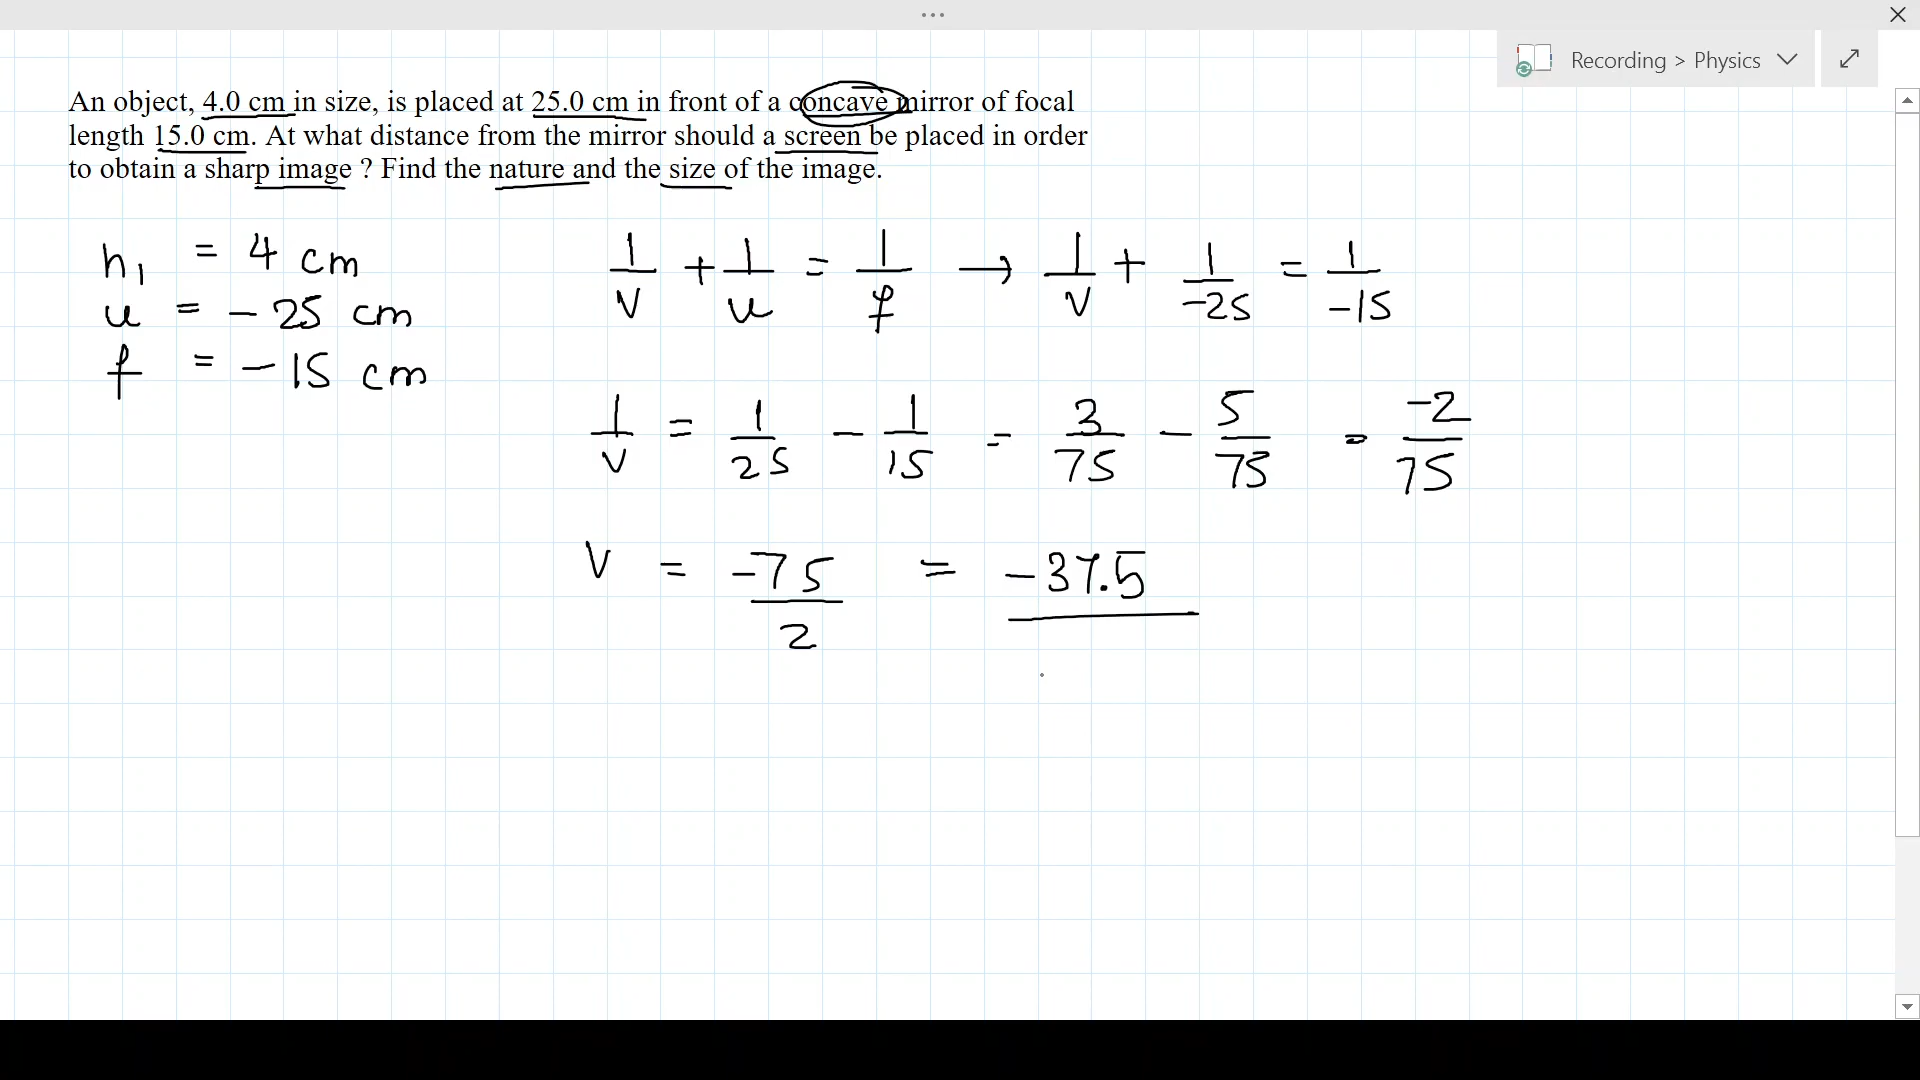 Recording > Physics
An object, 4.0 cm in size, is placed at 25.0 cm in front of a concave mirror of focal
length 15.0 cm. At what distance from the mirror should a screen be placed in order
to obtain a sharp image ? Find the nature and the size of the image.
h1 = 4 cm
u = - 25 cm
f = - 15 cm
1/v + 1/u = 1/f → 1/v + 1/-25 = 1/-15
1/v = 1/25 - 1/15 = 3/75 - 5/75 = -2/75
v = -75/2 = -37.5